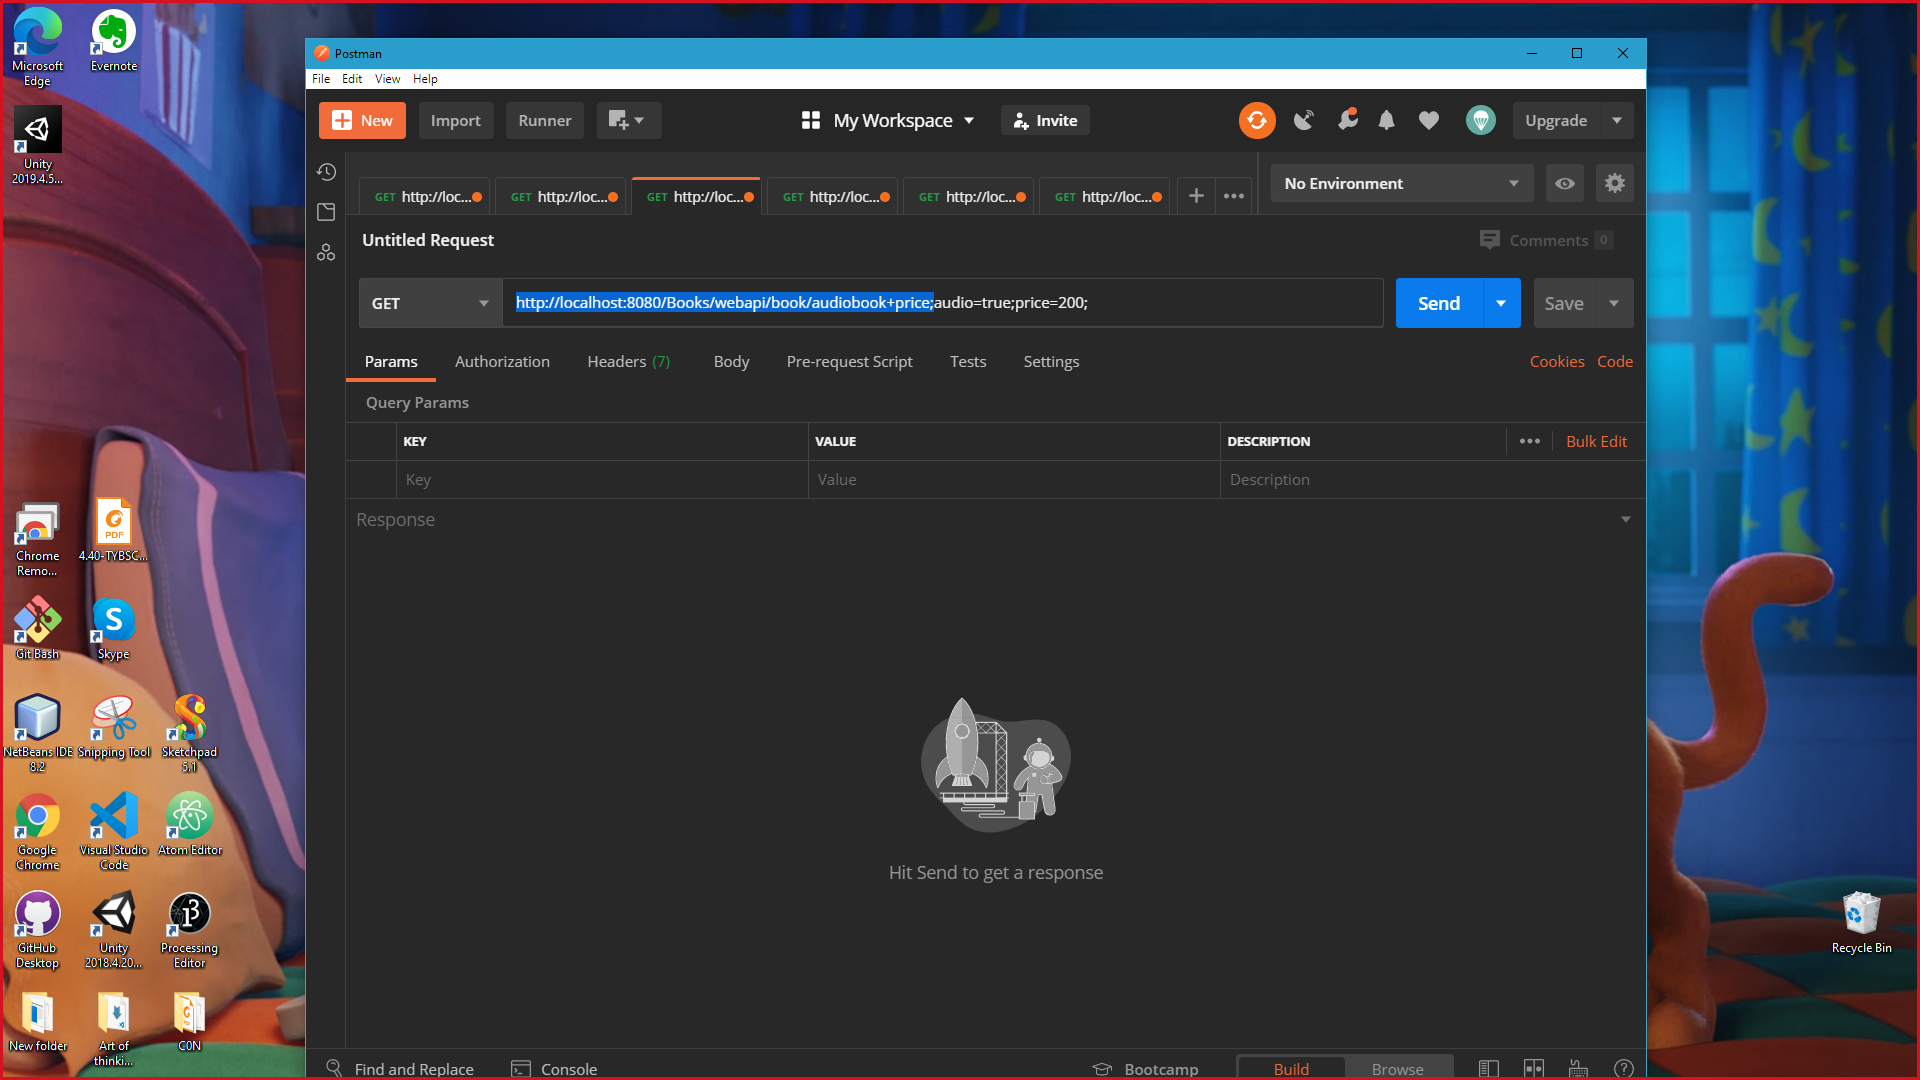 Microsoft
Edge
Evernote
Unity
2019.4.5...
Chrome
Remo...
PDF
4.40-TYBSC...
Git Bash
Skype
NetBeans IDE
8.2
Snipping Tool
Sketchpad
5.1
Google
Chrome
Visual Studio
Code
Atom Editor
GitHub
Desktop
Unity
2018.4.20...
Processing
Editor
New folder
Art of
thinki...
C0N
Recycle Bin
Postman
File Edit View Help
New Import Runner My Workspace Invite Upgrade
GET http://loc... GET http://loc... GET http://loc... GET http://loc... GET http://loc... GET http://loc... No Environment
Untitled Request Comments 0
GET http://localhost:8080/Books/webapi/book/audiobook+price;audio=true;price=200; Send Save
Params Authorization Headers (7) Body Pre-request Script Tests Settings Cookies Code
Query Params
KEY VALUE DESCRIPTION Bulk Edit
Key Value Description
Response
Hit Send to get a response
Find and Replace Console Bootcamp Build Browse